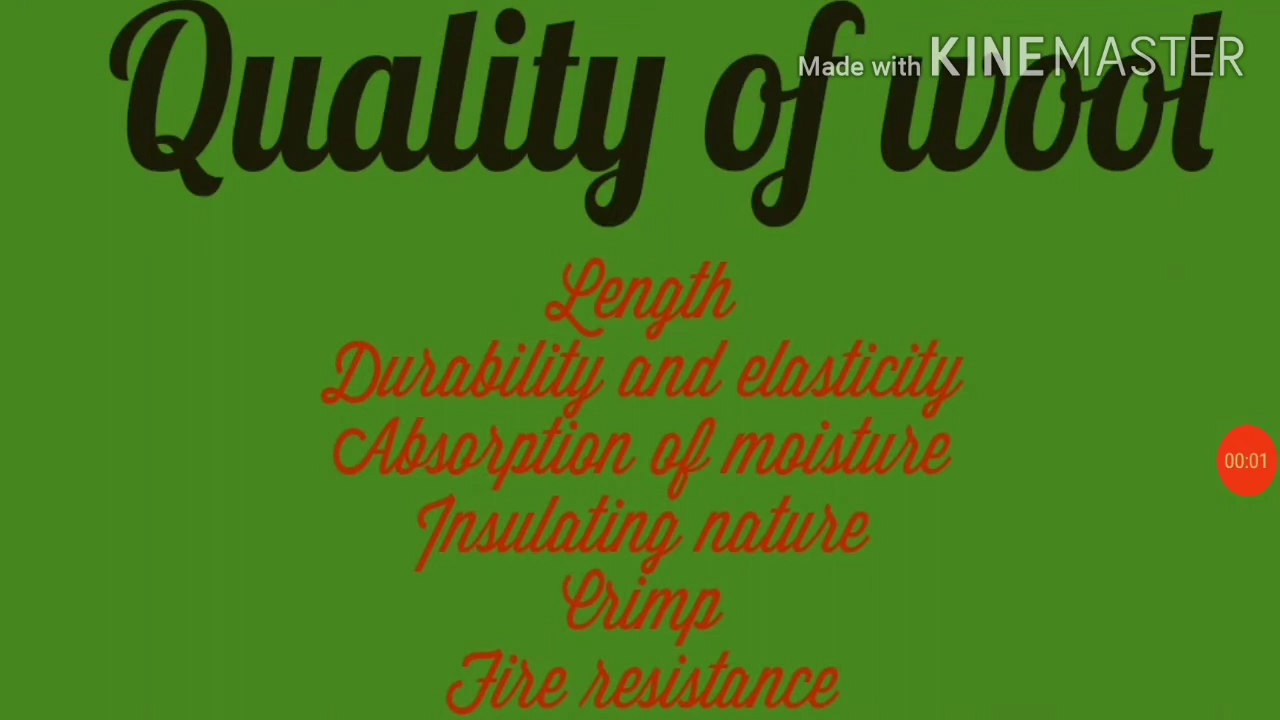 Quality of wool
Made with KINEMASTER
Length
Durability and elasticity
Absorption of moisture
00:01
Insulating nature
Crimp
Fire resistance